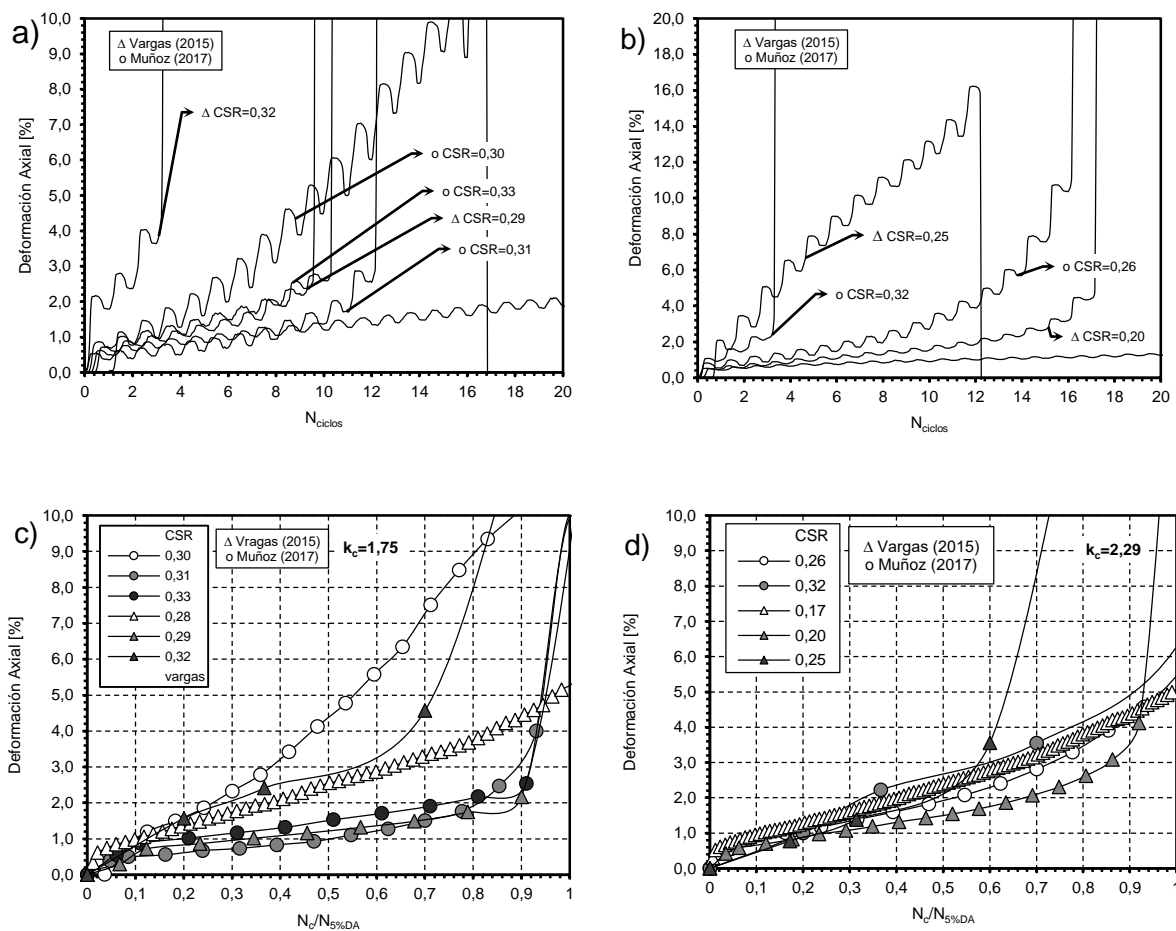 a)
10,0
9,0
8,0
7,0
6,0
5,0
4,0
3,0
2,0
1,0
0,0
Deformación Axial [%]
Δ Vargas (2015)
o Muñoz (2017)
Δ CSR=0,32
o CSR=0,30
o CSR=0,33
Δ CSR=0,29
o CSR=0,31
0 2 4 6 8 10 12 14 16 18 20
Nciclos
b)
20,0
18,0
16,0
14,0
12,0
10,0
8,0
6,0
4,0
2,0
0,0
Deformación Axial [%]
Δ Vargas (2015)
o Muñoz (2017)
Δ CSR=0,25
o CSR=0,32
o CSR=0,26
Δ CSR=0,20
0 2 4 6 8 10 12 14 16 18 20
Nciclos
c)
10,0
9,0
8,0
7,0
6,0
5,0
4,0
3,0
2,0
1,0
0,0
Deformación Axial [%]
CSR
0,30
0,31
0,33
0,28
0,29
0,32
vargas
Δ Vragas (2015)
o Muñoz (2017)
kc=1,75
0 0,1 0,2 0,3 0,4 0,5 0,6 0,7 0,8 0,9 1
Nc/N5%DA
d)
10,0
9,0
8,0
7,0
6,0
5,0
4,0
3,0
2,0
1,0
0,0
Deformación Axial [%]
CSR
0,26
0,32
0,17
0,20
0,25
Δ Vargas (2015)
o Muñoz (2017)
kc=2,29
0 0,1 0,2 0,3 0,4 0,5 0,6 0,7 0,8 0,9 1
Nc/N5%DA